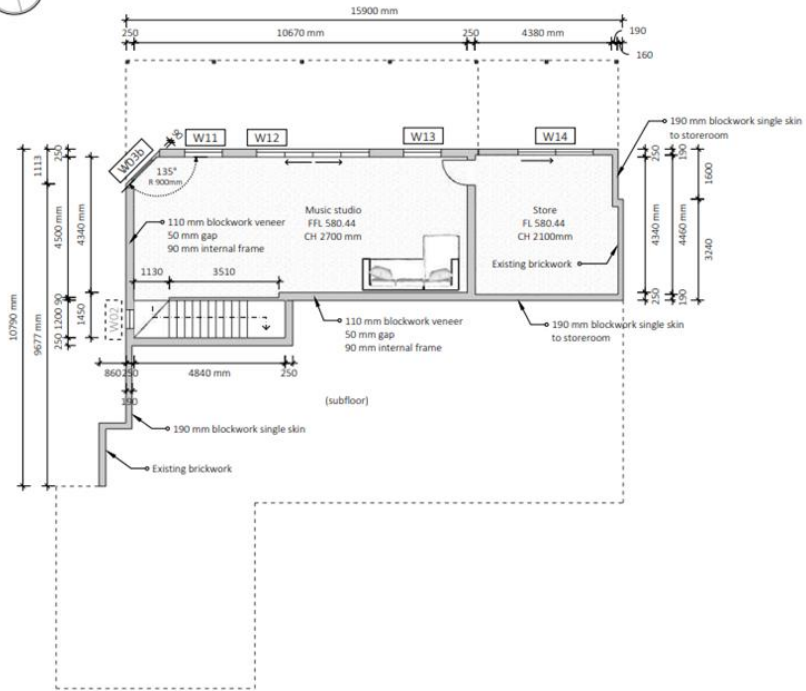 15900 mm
250
10670 mm
250
4380 mm
190
160
W03b
90
W11
W12
W13
W14
190 mm blockwork single skin
to storeroom
135°
R 900mm
Music studio
FFL 580.44
CH 2700 mm
Store
FL 580.44
CH 2100mm
110 mm blockwork veneer
50 mm gap
90 mm internal frame
Existing brickwork
1130
3510
10790 mm
1113
9677 mm
250
4500 mm
90
1200
250
4340 mm
1450
W02
250
4340 mm
250
190
4460 mm
190
1600
3240
110 mm blockwork veneer
50 mm gap
90 mm internal frame
190 mm blockwork single skin
to storeroom
860
250
4840 mm
250
190
(subfloor)
190 mm blockwork single skin
Existing brickwork